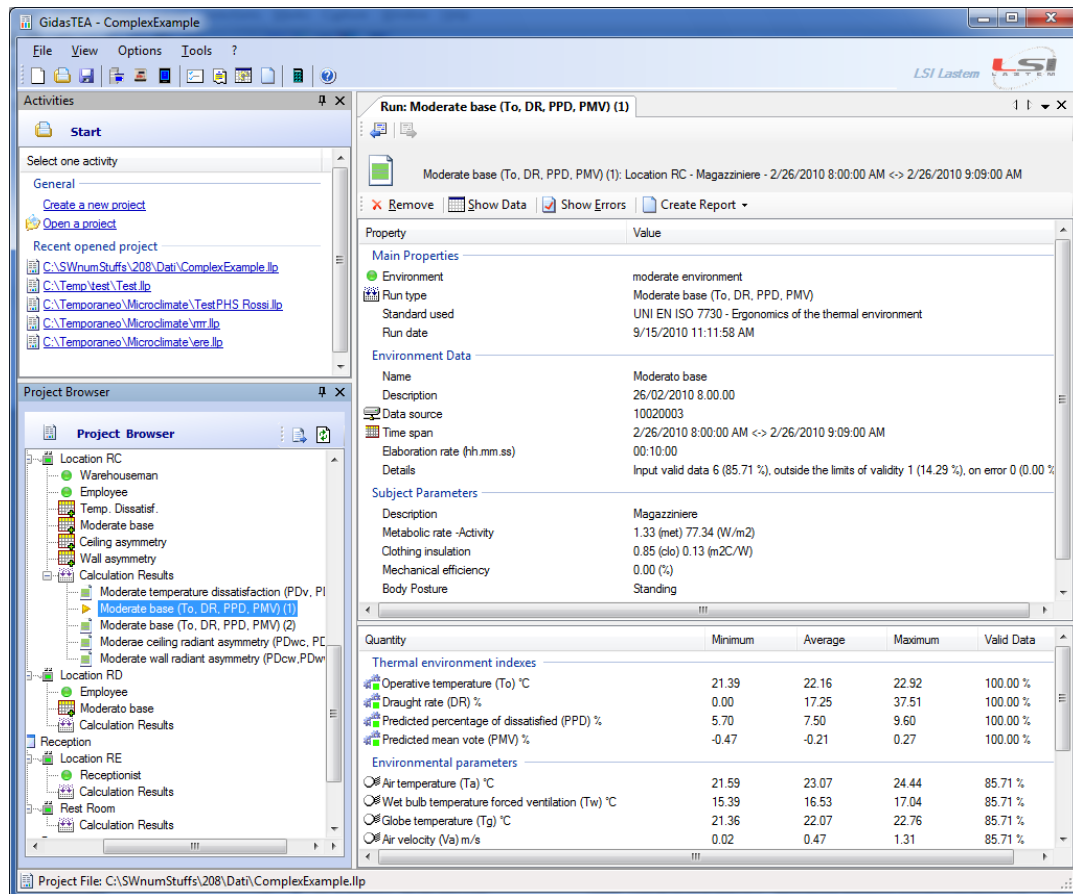 GidasTEA - ComplexExample
File View Options Tools ?
LSI Lastem LSI LASTEM
Activities
Start
Select one activity
General
Create a new project
Open a project
Recent opened project
C:\SWnumStuffs\208\Dati\ComplexExample.llp
C:\Temp\test\Test.llp
C:\Temporaneo\Microclimate\TestPHS Rossi.llp
C:\Temporaneo\Microclimate\rrrr.llp
C:\Temporaneo\Microclimate\ere.llp
Project Browser
Project Browser
Location RC
Warehouseman
Employee
Temp. Dissatisf.
Moderate base
Ceiling asymmetry
Wall asymmetry
Calculation Results
Moderate temperature dissatisfaction (PDv, P
Moderate base (To, DR, PPD, PMV) (1)
Moderate base (To, DR, PPD, PMV) (2)
Moderae ceiling radiant asymmetry (PDwc, PD
Moderate wall radiant asymmetry (PDcw,PDw
Location RD
Employee
Moderato base
Calculation Results
Reception
Location RE
Receptionist
Calculation Results
Rest Room
Calculation Results
Run: Moderate base (To, DR, PPD, PMV) (1)
Moderate base (To, DR, PPD, PMV) (1): Location RC - Magazziniere - 2/26/2010 8:00:00 AM <-> 2/26/2010 9:09:00 AM
Remove Show Data Show Errors Create Report
Property Value
Main Properties
Environment moderate environment
Run type Moderate base (To, DR, PPD, PMV)
Standard used UNI EN ISO 7730 - Ergonomics of the thermal environment
Run date 9/15/2010 11:11:58 AM
Environment Data
Name Moderato base
Description 26/02/2010 8.00.00
Data source 10020003
Time span 2/26/2010 8:00:00 AM <-> 2/26/2010 9:09:00 AM
Elaboration rate (hh.mm.ss) 00:10:00
Details Input valid data 6 (85.71 %), outside the limits of validity 1 (14.29 %), on error 0 (0.00 %
Subject Parameters
Description Magazziniere
Metabolic rate -Activity 1.33 (met) 77.34 (W/m2)
Clothing insulation 0.85 (clo) 0.13 (m2C/W)
Mechanical efficiency 0.00 (%)
Body Posture Standing
Quantity Minimum Average Maximum Valid Data
Thermal environment indexes
Operative temperature (To) °C 21.39 22.16 22.92 100.00 %
Draught rate (DR) % 0.00 17.25 37.51 100.00 %
Predicted percentage of dissatisfied (PPD) % 5.70 7.50 9.60 100.00 %
Predicted mean vote (PMV) % -0.47 -0.21 0.27 100.00 %
Environmental parameters
Air temperature (Ta) °C 21.59 23.07 24.44 85.71 %
Wet bulb temperature forced ventilation (Tw) °C 15.39 16.53 17.04 85.71 %
Globe temperature (Tg) °C 21.36 22.07 22.76 85.71 %
Air velocity (Va) m/s 0.02 0.47 1.31 85.71 %
Project File: C:\SWnumStuffs\208\Dati\ComplexExample.llp